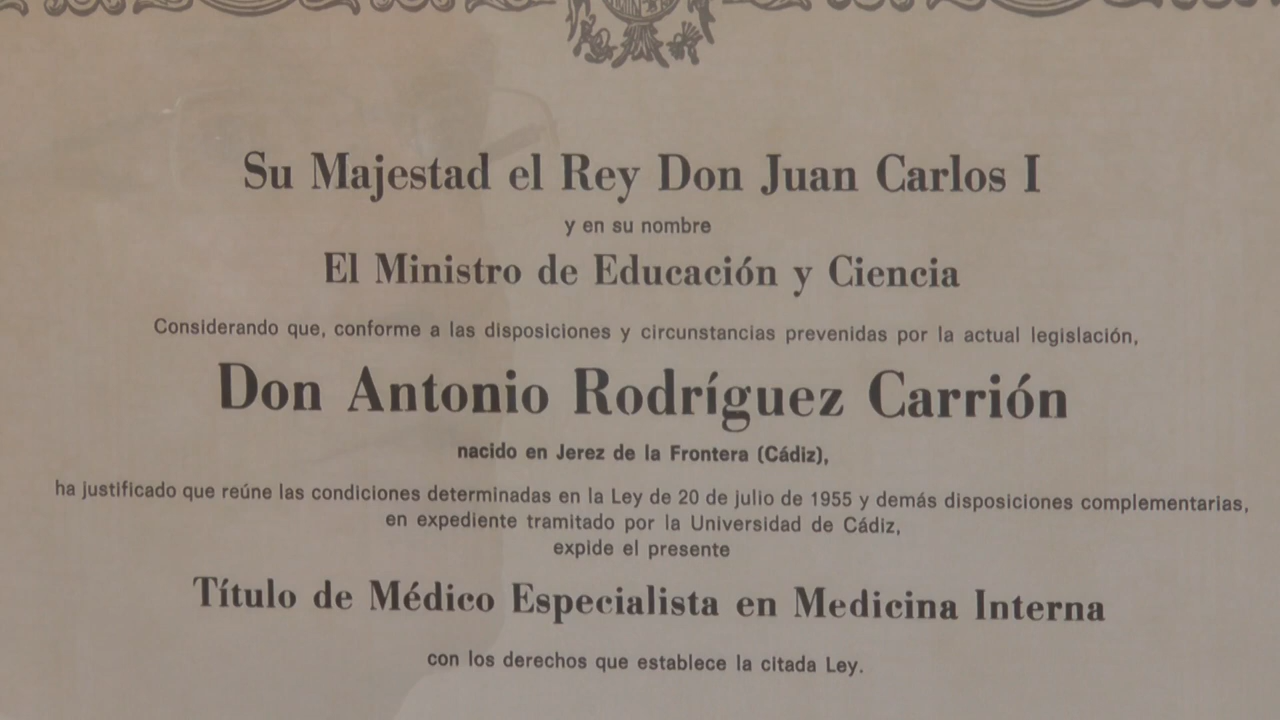 Su Majestad el Rey Don Juan Carlos I
y en su nombre
El Ministro de Educación y Ciencia
Considerando que, conforme a las disposiciones y circunstancias prevenidas por la actual legislación,
Don Antonio Rodríguez Carrión
nacido en Jerez de la Frontera (Cádiz),
ha justificado que reúne las condiciones determinadas en la Ley de 20 de julio de 1955 y demás disposiciones complementarias,
en expediente tramitado por la Universidad de Cádiz,
expide el presente
Título de Médico Especialista en Medicina Interna
con los derechos que establece la citada Ley.